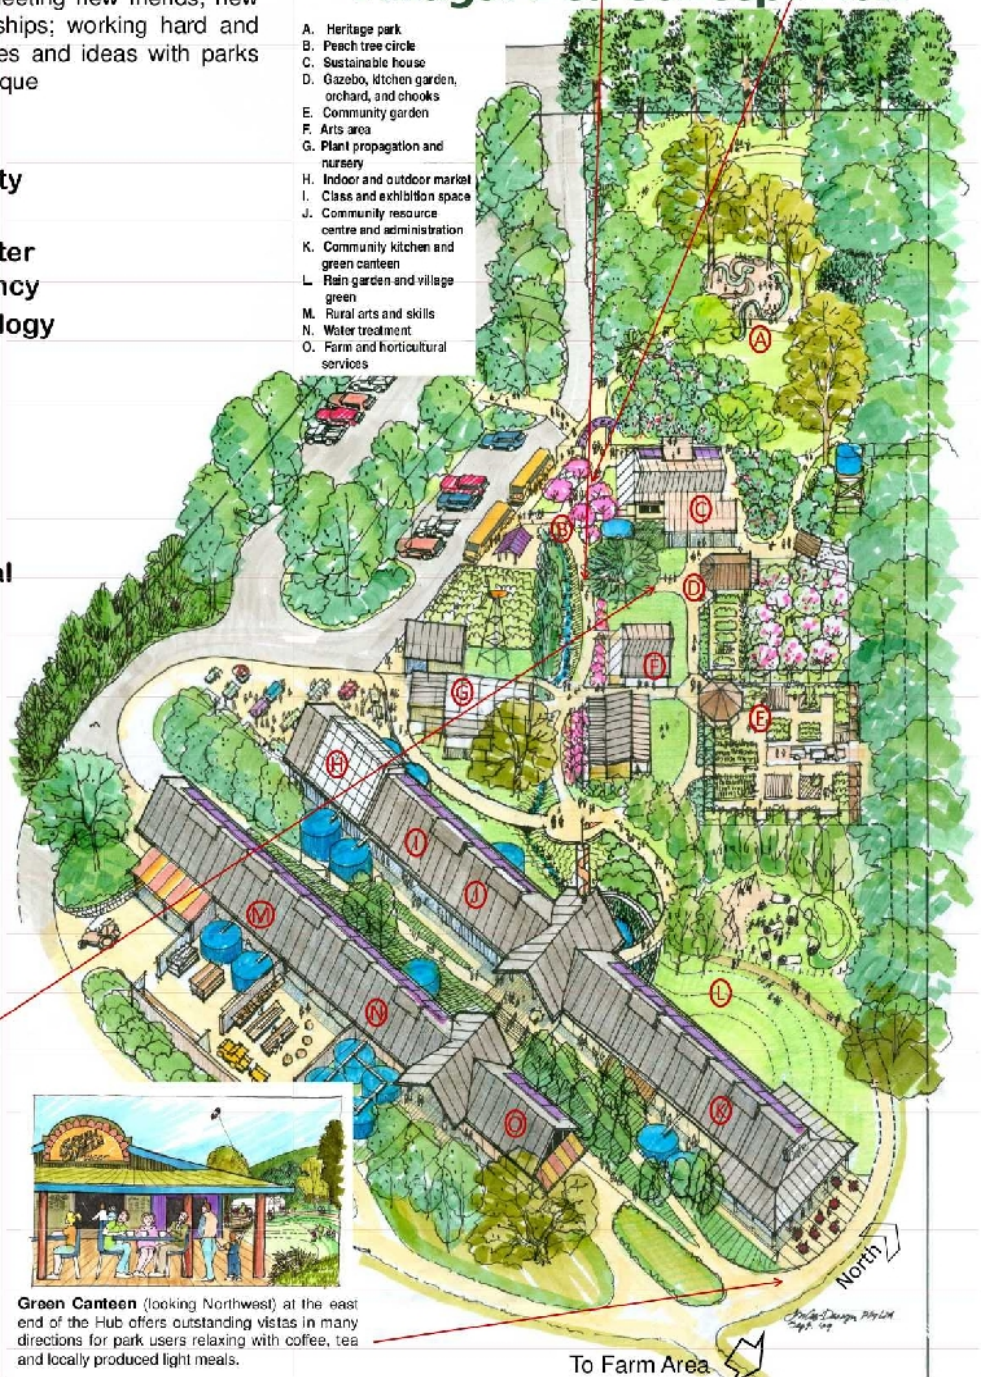 neeting new friends; new
ships; working hard and
es and ideas with parks
que
ty
ter
ncy
logy
al
A. Heritage park
B. Peach tree circle
C. Sustainable house
D. Gazebo, kitchen garden,
orchard, and chooks
E. Community garden
F. Arts area
G. Plant propagation and
nursery
H. Indoor and outdoor market
I. Class and exhibition space
J. Community resource
centre and administration
K. Community kitchen and
green canteen
L Rain garden and village
green
M. Rural arts and skills
N. Water treatment
O. Farm and horticultural
services
A
C
B
D
F
G
E
H
I
J
M
L
N
K
O
North
To Farm Area
Green Canteen (looking Northwest) at the east
end of the Hub offers outstanding vistas in many
directions for park users relaxing with coffee, tea
and locally produced light meals.